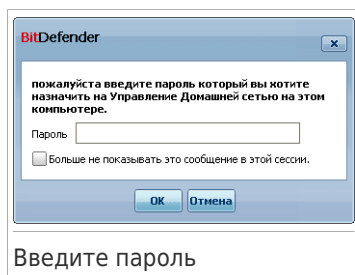 BitDefender
пожалуйста введите пароль который вы хотите
назначить на Управление Домашней сетью на этом
компьютере.
Пароль
Больше не показывать это сообщение в этой сессии.
OK Отмена
Введите пароль